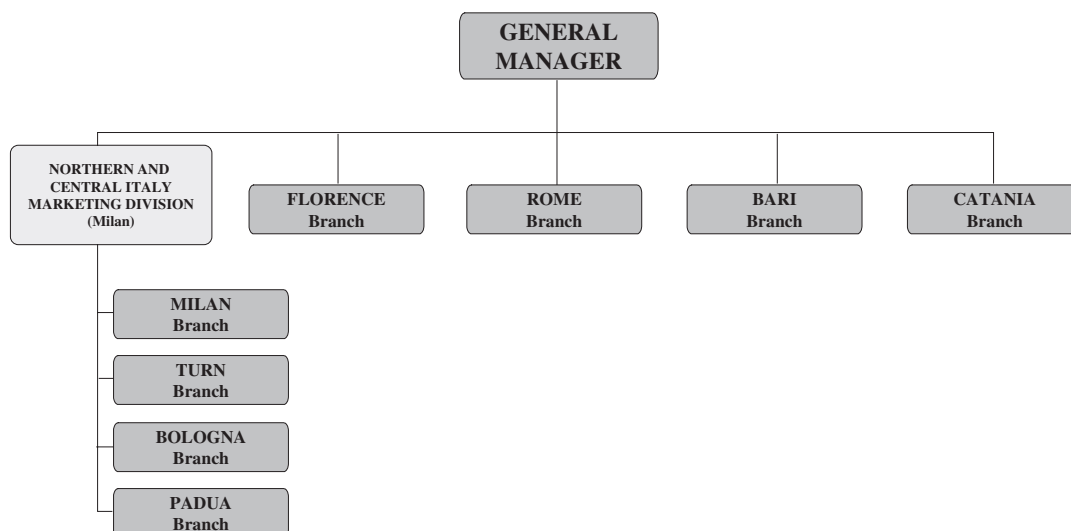 GENERAL
MANAGER
NORTHERN AND
CENTRAL ITALY
MARKETING DIVISION
(Milan)
FLORENCE
Branch
ROME
Branch
BARI
Branch
CATANIA
Branch
MILAN
Branch
TURN
Branch
BOLOGNA
Branch
PADUA
Branch